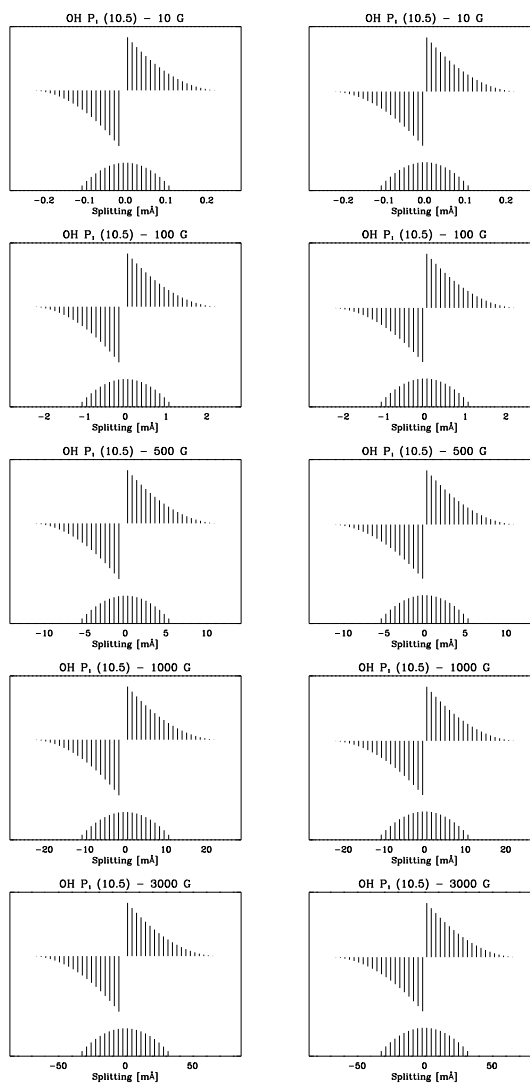 OH P₁ (10.5) – 10 G
OH P₁ (10.5) – 10 G
-0.2 -0.1 0.0 0.1 0.2
-0.2 -0.1 0.0 0.1 0.2
Splitting [mÅ]
Splitting [mÅ]
OH P₁ (10.5) – 100 G
OH P₁ (10.5) – 100 G
-2 -1 0 1 2
-2 -1 0 1 2
Splitting [mÅ]
Splitting [mÅ]
OH P₁ (10.5) – 500 G
OH P₁ (10.5) – 500 G
-10 -5 0 5 10
-10 -5 0 5 10
Splitting [mÅ]
Splitting [mÅ]
OH P₁ (10.5) – 1000 G
OH P₁ (10.5) – 1000 G
-20 -10 0 10 20
-20 -10 0 10 20
Splitting [mÅ]
Splitting [mÅ]
OH P₁ (10.5) – 3000 G
OH P₁ (10.5) – 3000 G
-50 0 50
-50 0 50
Splitting [mÅ]
Splitting [mÅ]